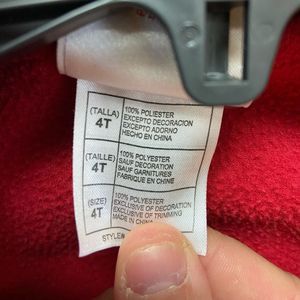 (TALLA)
4T
100% POLIESTER
EXCEPTO DECORACION
EXCEPTO ADORNO
HECHO EN CHINA
(TAILLE)
4T
100% POLYESTER
SAUF DECORATION
SAUF GARNITURES
FABRIQUE EN CHINE
(SIZE)
4T
100% POLYESTER
EXCLUSIVE OF DECORATION
EXCLUSIVE OF TRIMMING
MADE IN CHINA
STYLE#